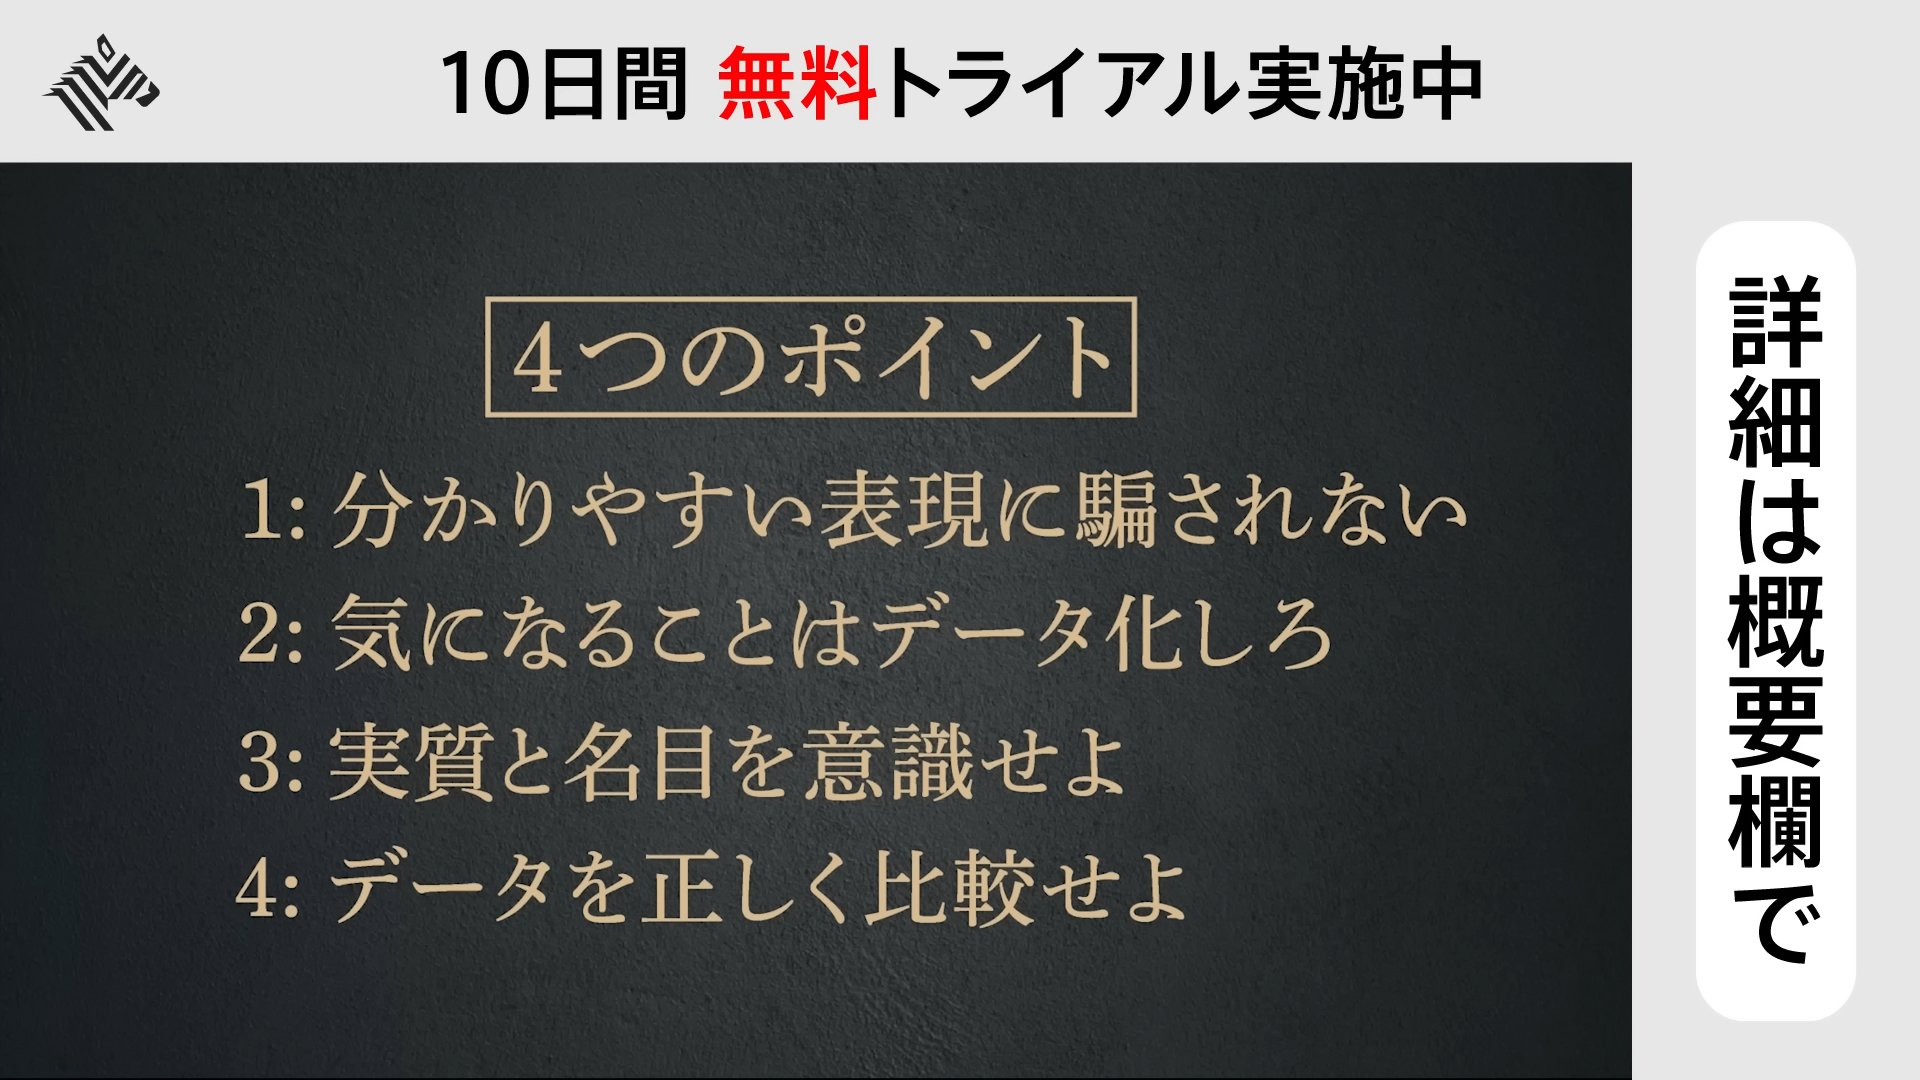 10日間 無料トライアル実施中
4つのポイント
1: 分かりやすい表現に騙されない
2: 気になることはデータ化しろ
3: 実質と名目を意識せよ
4: データを正しく比較せよ
詳細は概要欄で